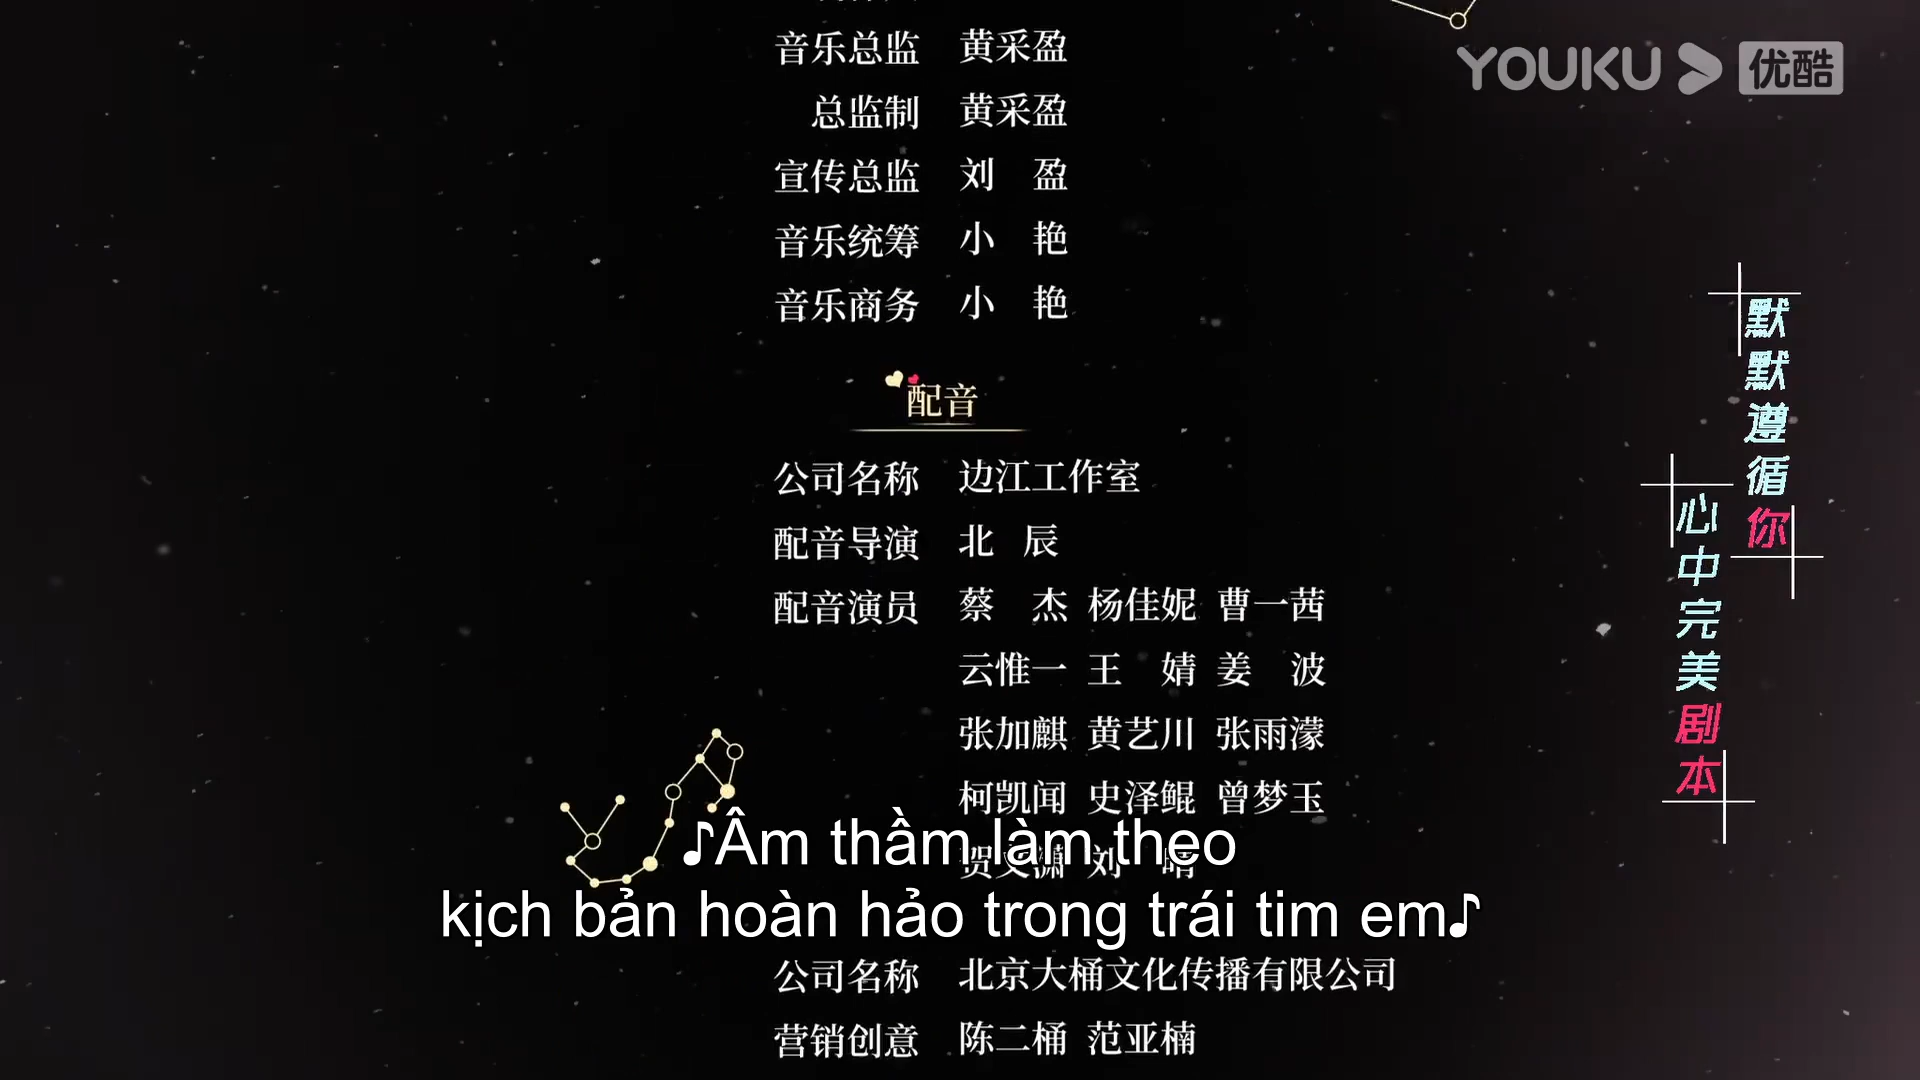 音乐总监 黄采盈
总监制 黄采盈
宣传总监 刘 盈
音乐统筹 小 艳
音乐商务 小 艳
YOUKU 优酷
配音
公司名称 边江工作室
配音导演 北 辰
配音演员 蔡 杰 杨佳妮 曹一茜
云惟一 王 婧 姜 波
张加麒 黄艺川 张雨濛
柯凯闻 史泽鲲 曾梦玉
贺文潇 刘 晴
♪Âm thầm làm theo
kịch bản hoàn hảo trong trái tim em♪
公司名称 北京大桶文化传播有限公司
营销创意 陈二桶 范亚楠
默默遵循你
心中完美剧本